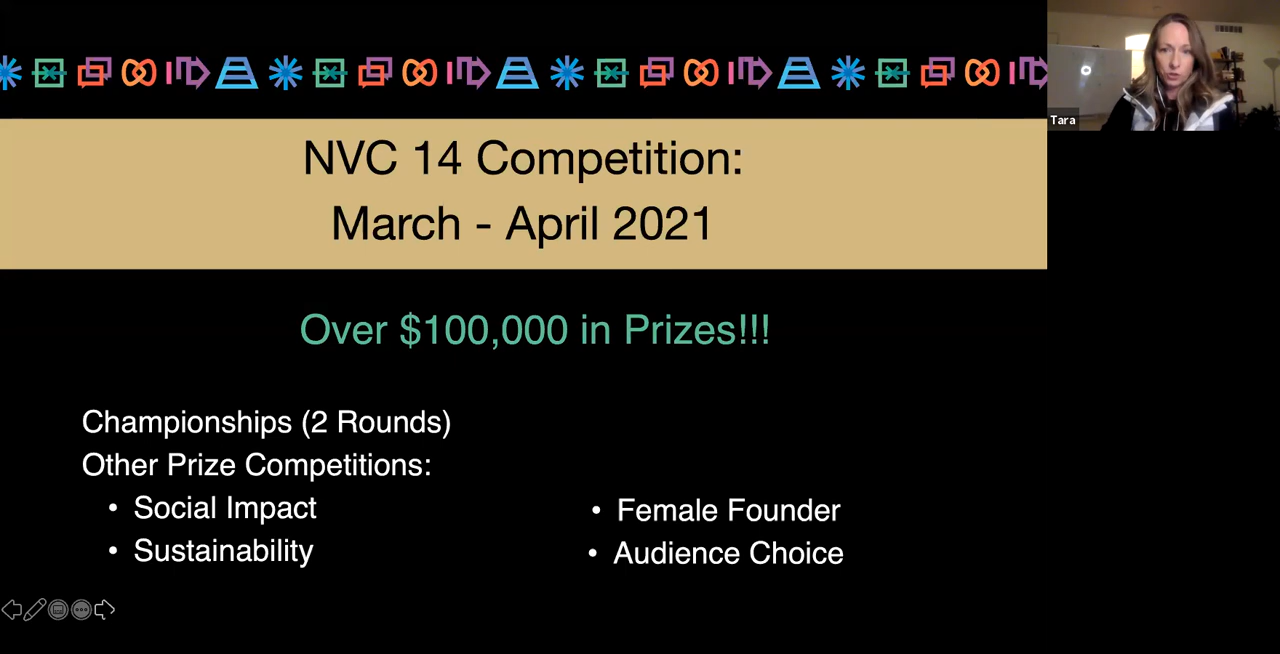 Tara
NVC 14 Competition:
March - April 2021
Over $100,000 in Prizes!!!
Championships (2 Rounds)
Other Prize Competitions:
• Social Impact
• Sustainability
• Female Founder
• Audience Choice